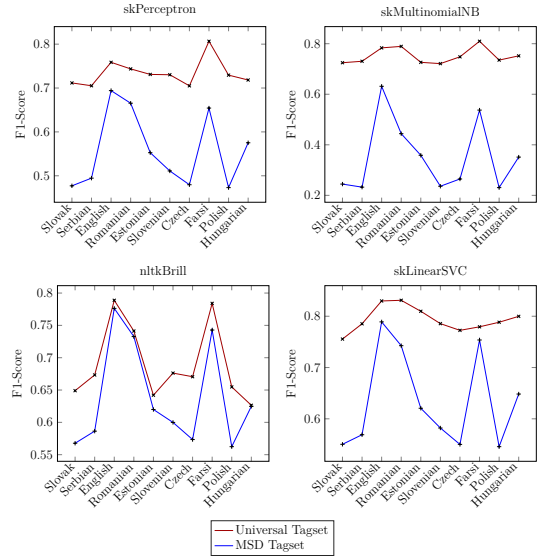 skPerceptron
0.8
0.7
0.6
0.5
F1-Score
Slovak
Serbian
English
Romanian
Estonian
Slovenian
Czech
Farsi
Polish
Hungarian
skMultinomialNB
0.8
0.6
0.4
0.2
F1-Score
Slovak
Serbian
English
Romanian
Estonian
Slovenian
Czech
Farsi
Polish
Hungarian
nltkBrill
0.8
0.75
0.7
0.65
0.6
0.55
F1-Score
Slovak
Serbian
English
Romanian
Estonian
Slovenian
Czech
Farsi
Polish
Hungarian
skLinearSVC
0.8
0.7
0.6
F1-Score
Slovak
Serbian
English
Romanian
Estonian
Slovenian
Czech
Farsi
Polish
Hungarian
Universal Tagset
MSD Tagset